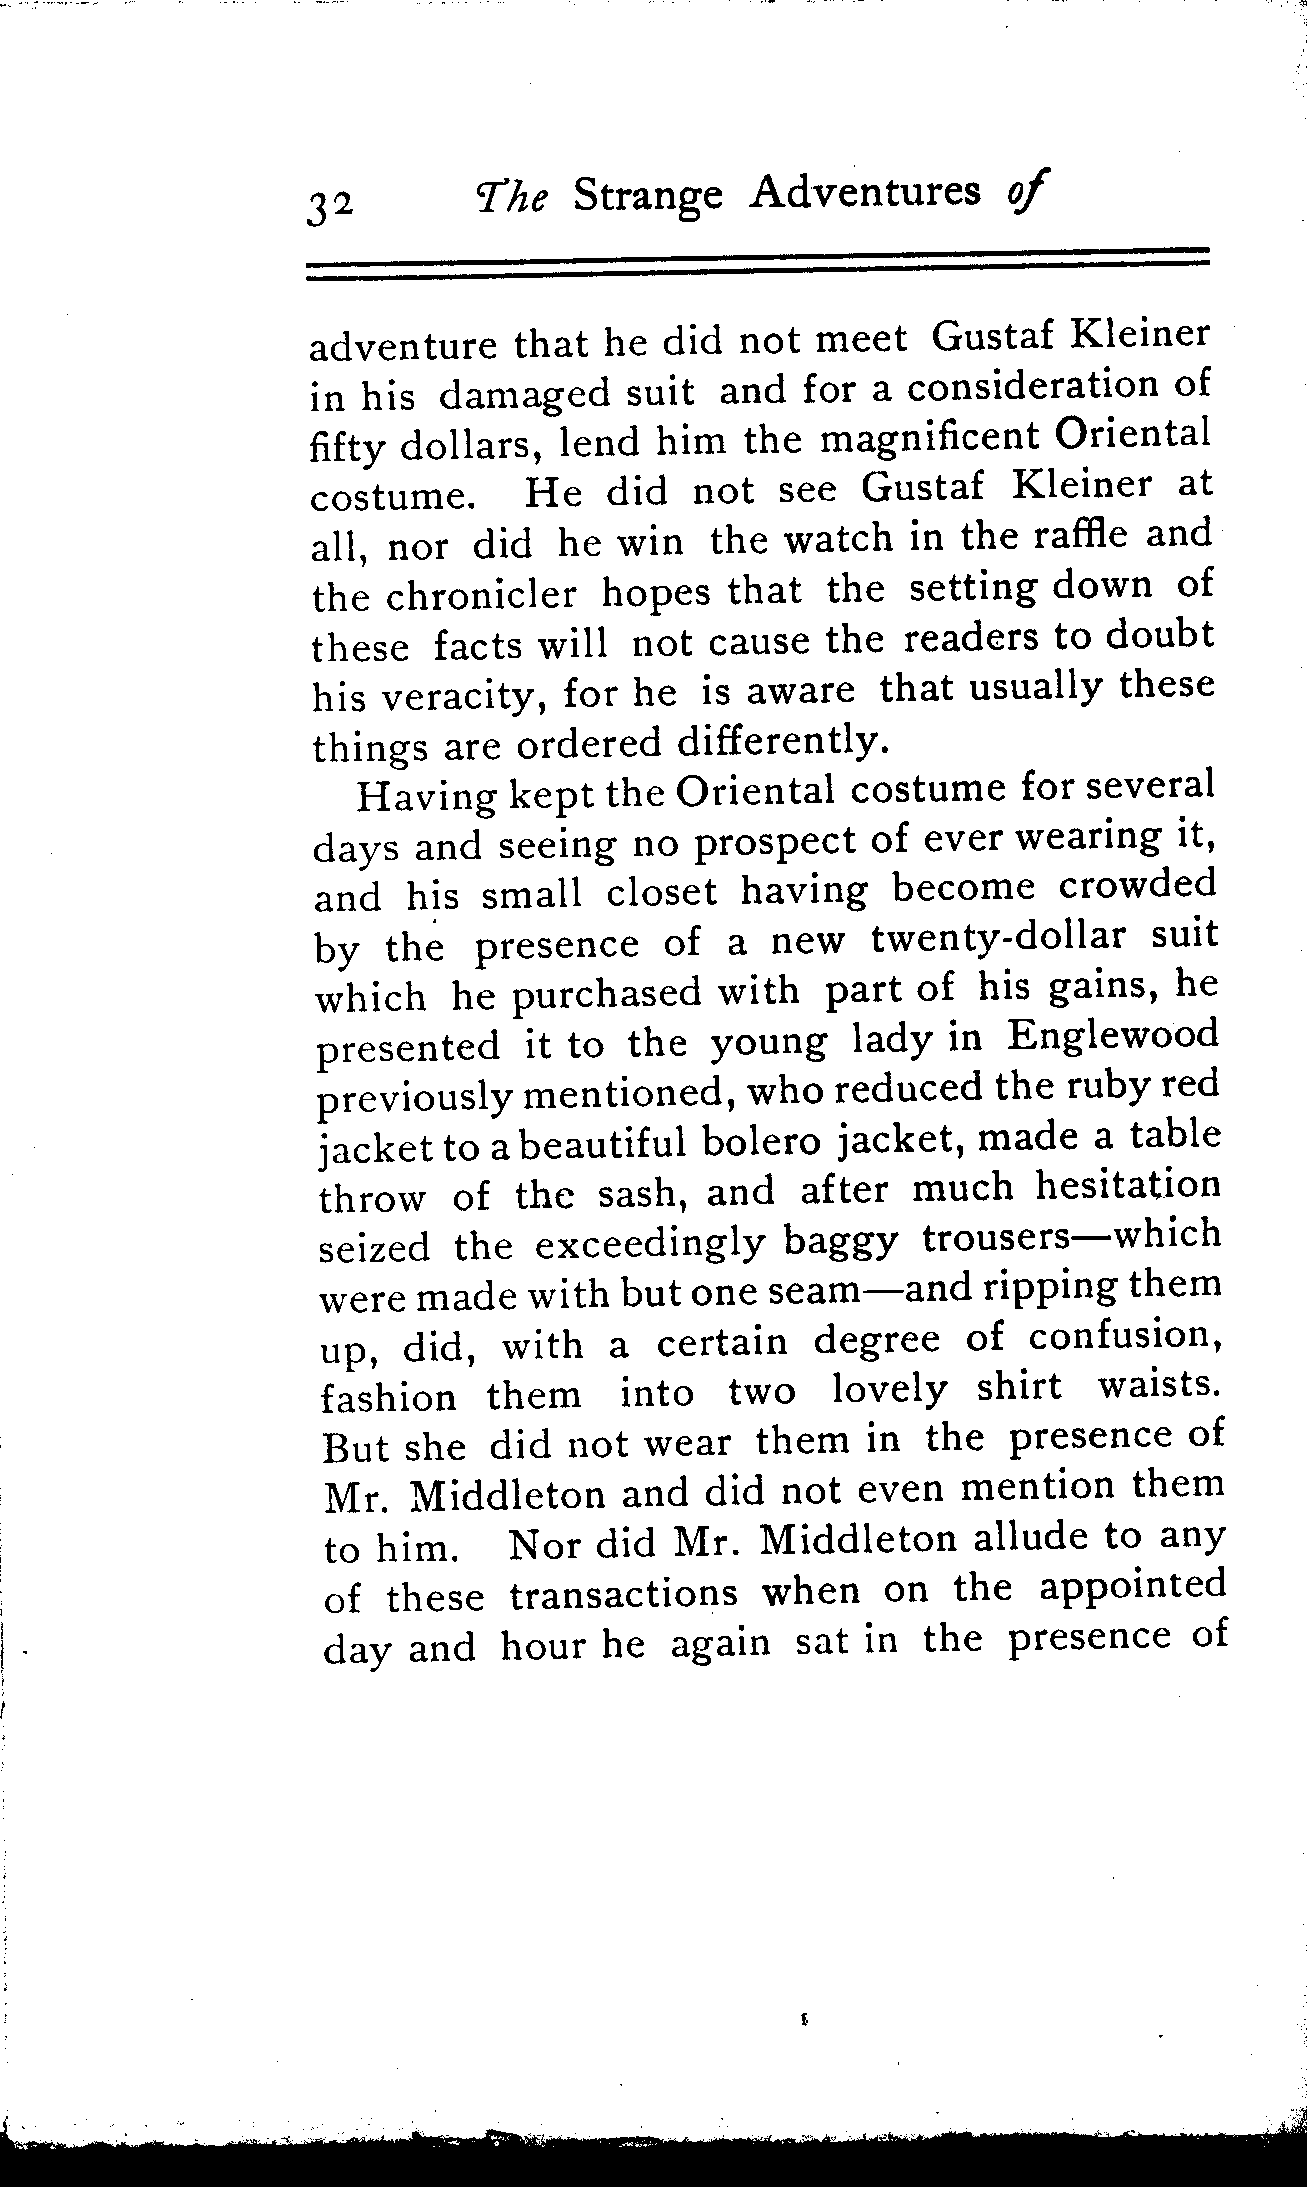 32 The Strange Adventures of
adventure that he did not meet Gustaf Kleiner
in his damaged suit and for a consideration of
fifty dollars, lend him the magnificent Oriental
costume. He did not see Gustaf Kleiner at
all, nor did he win the watch in the raffle and
the chronicler hopes that the setting down of
these facts will not cause the readers to doubt
his veracity, for he is aware that usually these
things are ordered differently.
Having kept the Oriental costume for several
days and seeing no prospect of ever wearing it,
and his small closet having become crowded
by the presence of a new twenty-dollar suit
which he purchased with part of his gains, he
presented it to the young lady in Englewood
previously mentioned, who reduced the ruby red
jacket to a beautiful bolero jacket, made a table
throw of the sash, and after much hesitation
seized the exceedingly baggy trousers—which
were made with but one seam—and ripping them
up, did, with a certain degree of confusion,
fashion them into two lovely shirt waists.
But she did not wear them in the presence of
Mr. Middleton and did not even mention them
to him. Nor did Mr. Middleton allude to any
of these transactions when on the appointed
day and hour he again sat in the presence of